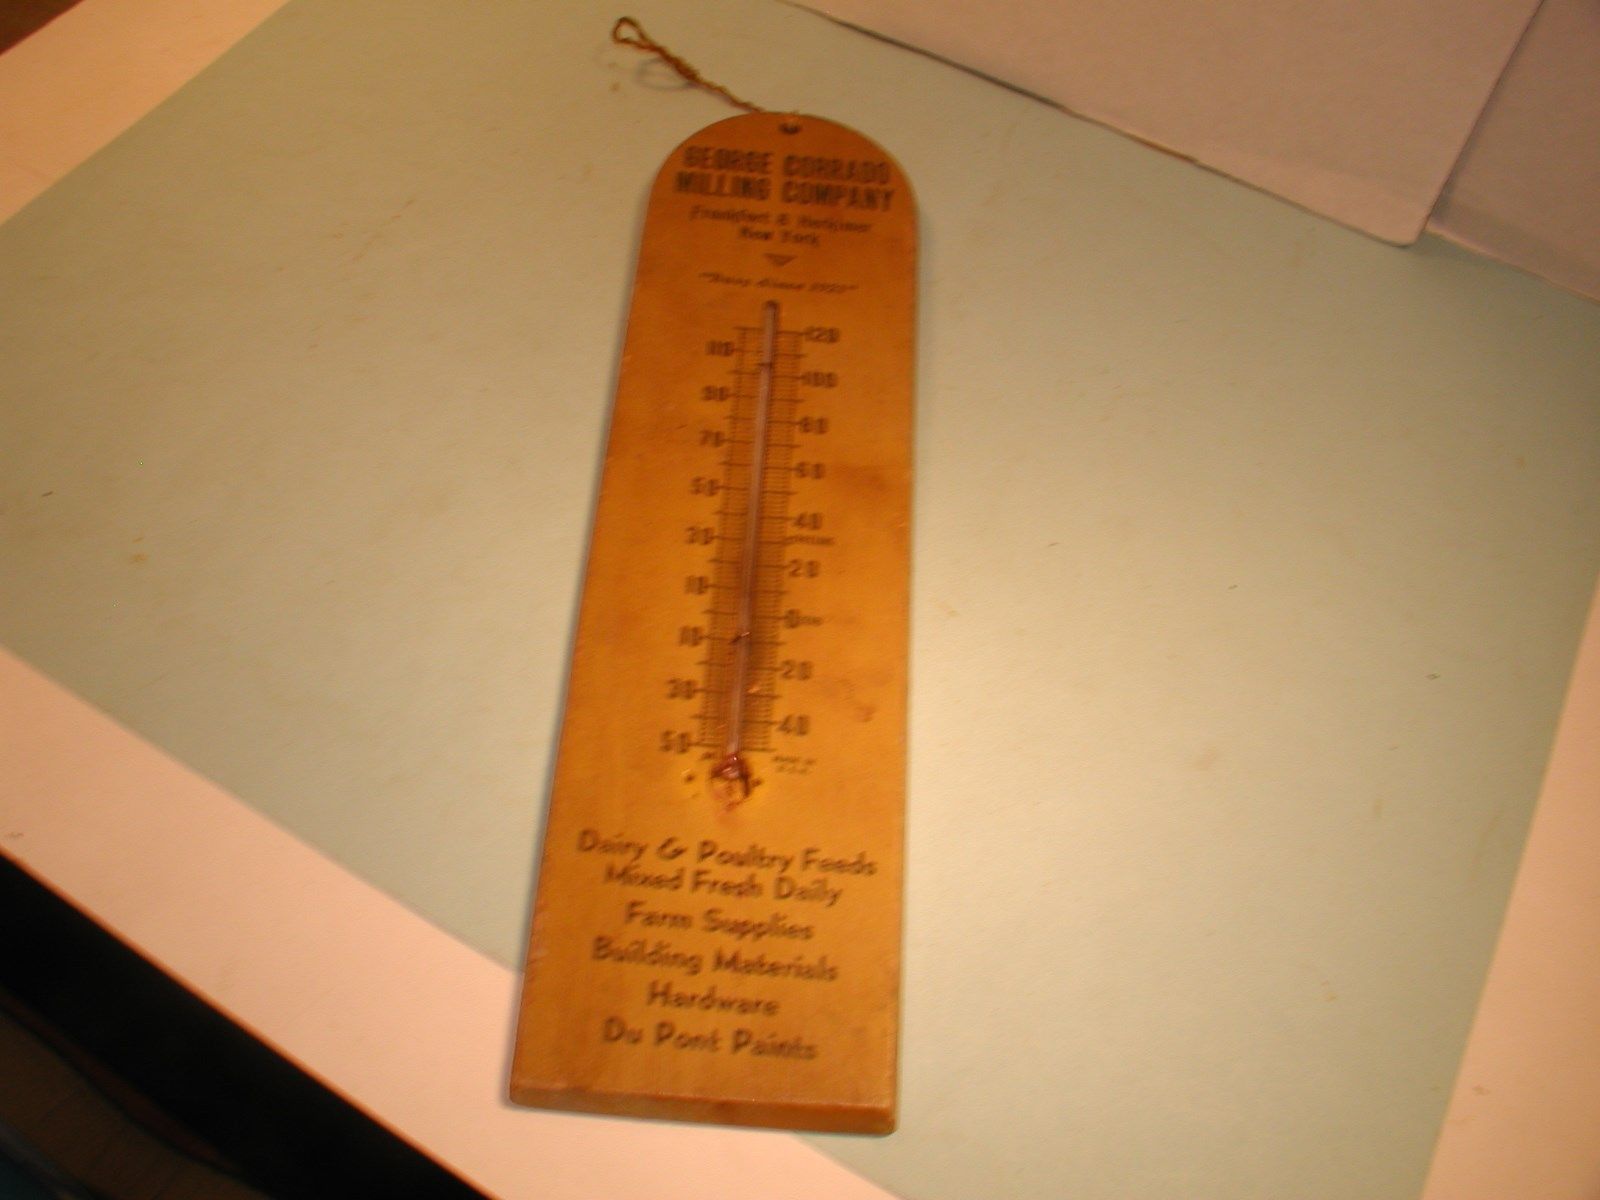 GEORGE CORRADO
MILLING COMPANY
Frankfort & Herkimer
New York
120
110
100
90
80
70
60
50
40
30
20
10
0
10
20
30
40
50
Dairy & Poultry Feeds
Mixed Fresh Daily
Farm Supplies
Building Materials
Hardware
Du Pont Paints